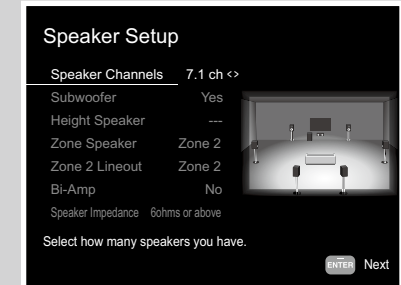 Speaker Setup
Speaker Channels 7.1 ch <>
Subwoofer Yes
Height Speaker ---
Zone Speaker Zone 2
Zone 2 Lineout Zone 2
Bi-Amp No
Speaker Impedance 6ohms or above
Select how many speakers you have.
ENTER Next